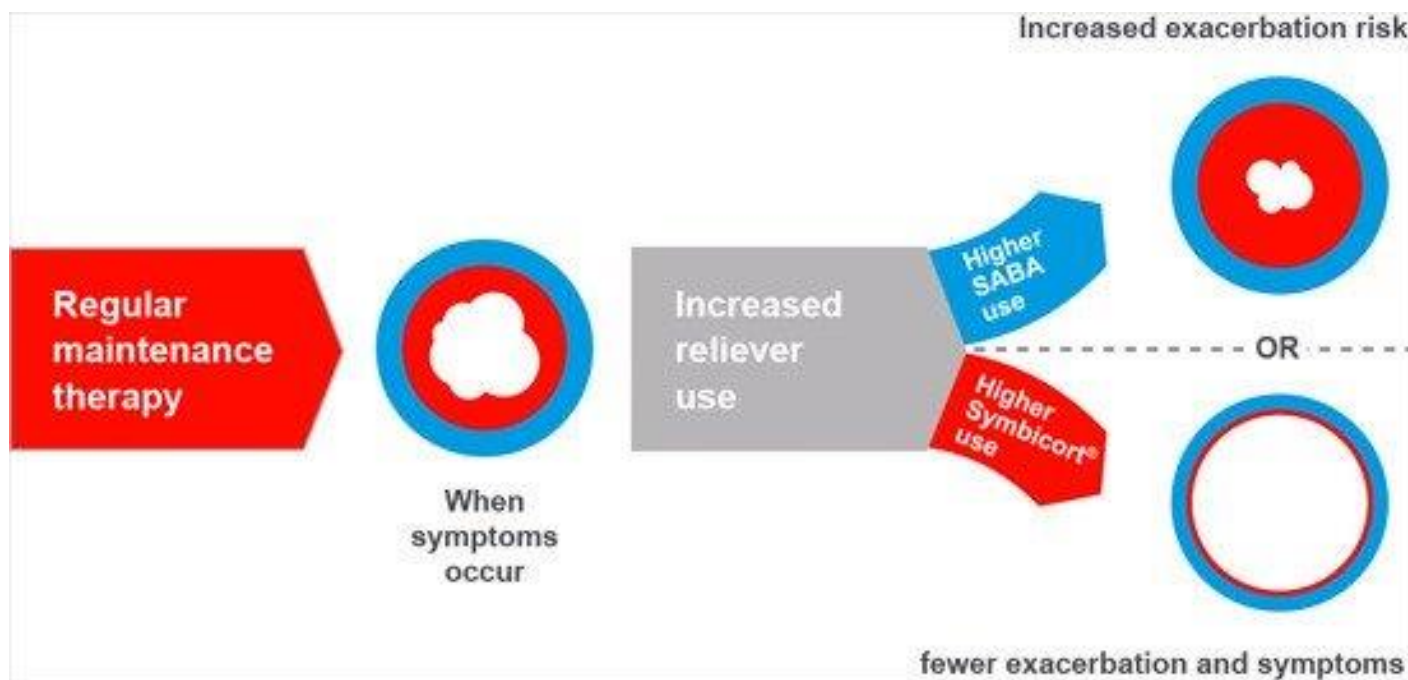 Increased exacerbation risk
Regular
maintenance
therapy
When
symptoms
occur
Increased
reliever
use
Higher
SABA
use
OR
Higher
Symbicort®
use
fewer exacerbation and symptoms